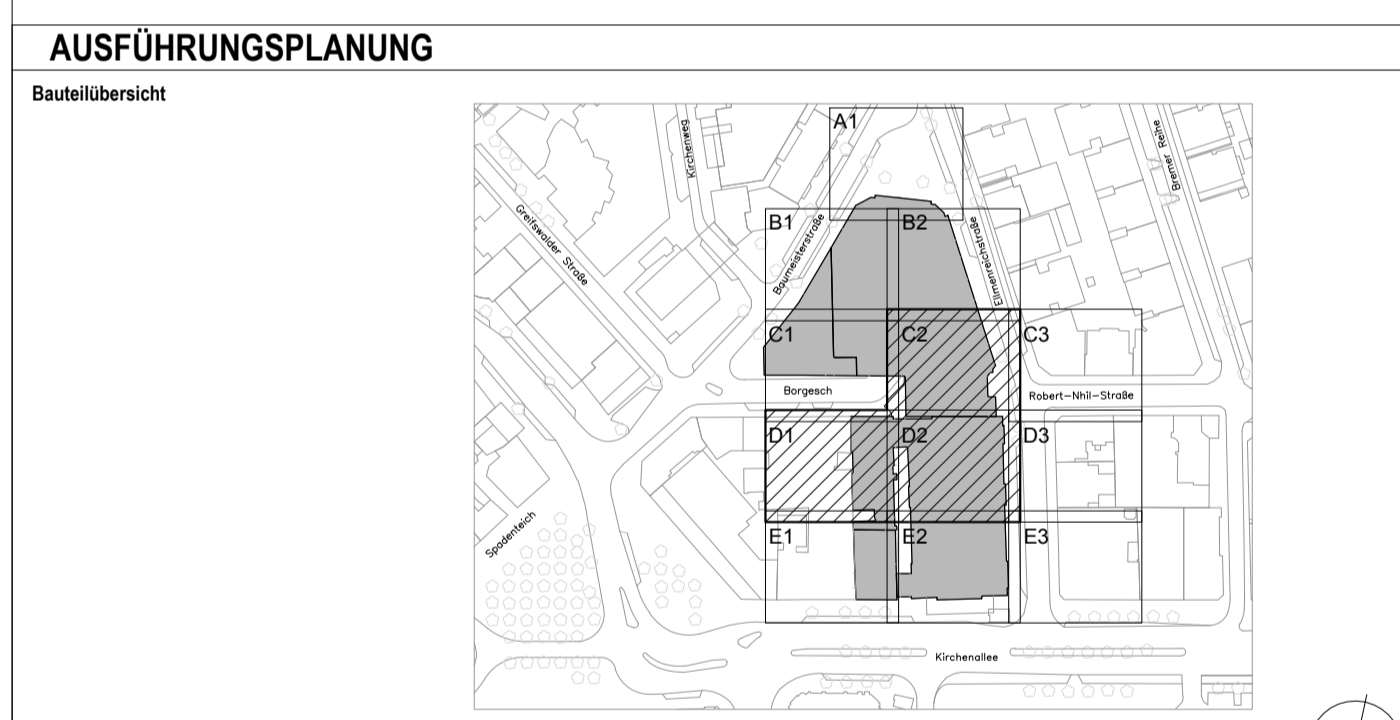 AUSFÜHRUNGSPLANUNG
Bauteilübersicht
A1
Kirchenweg
Bremer Reihe
Greifswalder Straße
B1
B2
Baumeisterstraße
Ellmenreichstraße
C1
C2
C3
Borgesch
Robert-Nhil-Straße
D1
D2
D3
Spadenteich
E1
E2
E3
Kirchenallee